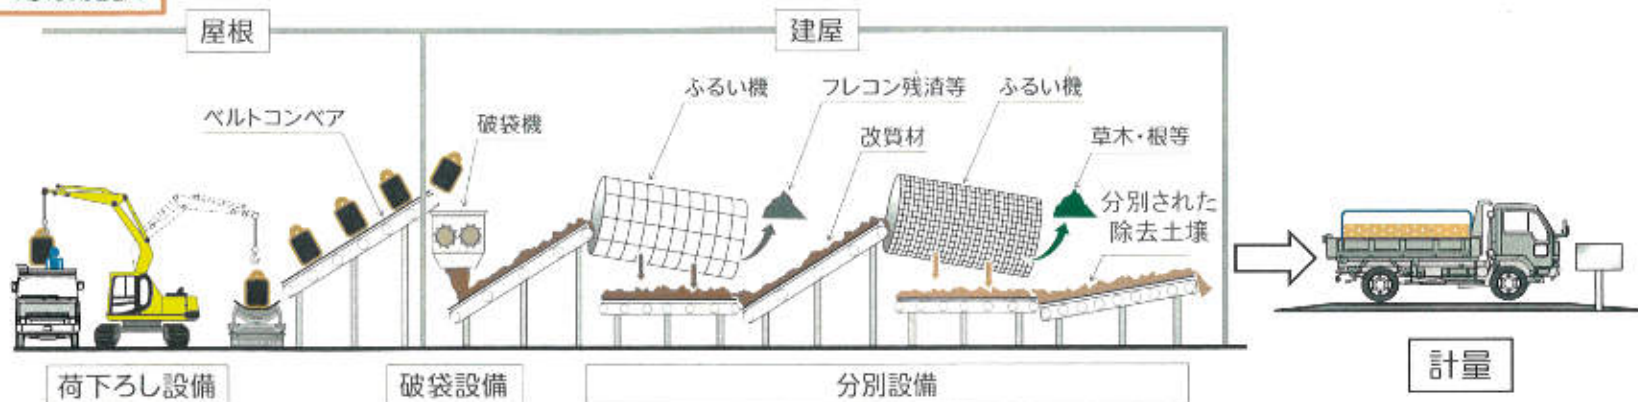 屋根
建屋
ベルトコンベア
破袋機
ふるい機
フレコン残渣等
改質材
ふるい機
草木・根等
分別された
除去土壌
荷下ろし設備
破袋設備
分別設備
計量